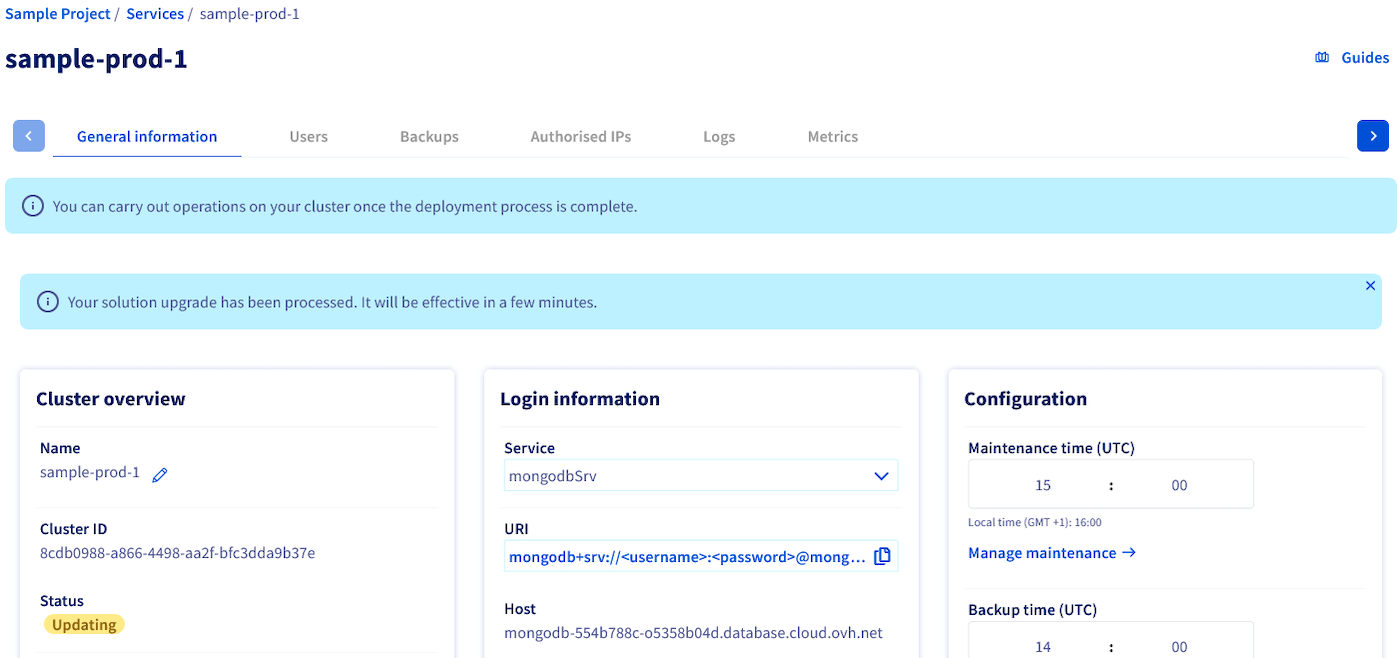 Sample Project / Services / sample-prod-1
sample-prod-1
Guides
General information Users Backups Authorised IPs Logs Metrics
You can carry out operations on your cluster once the deployment process is complete.
Your solution upgrade has been processed. It will be effective in a few minutes.
Cluster overview
Name
sample-prod-1
Cluster ID
8cdb0988-a866-4498-aa2f-bfc3dda9b37e
Status
Updating
Login information
Service
mongodbSrv
URI
mongodb+srv://<username>:<password>@mong...
Host
mongodb-554b788c-o5358b04d.database.cloud.ovh.net
Configuration
Maintenance time (UTC)
15 : 00
Local time (GMT +1): 16:00
Manage maintenance →
Backup time (UTC)
14 : 00